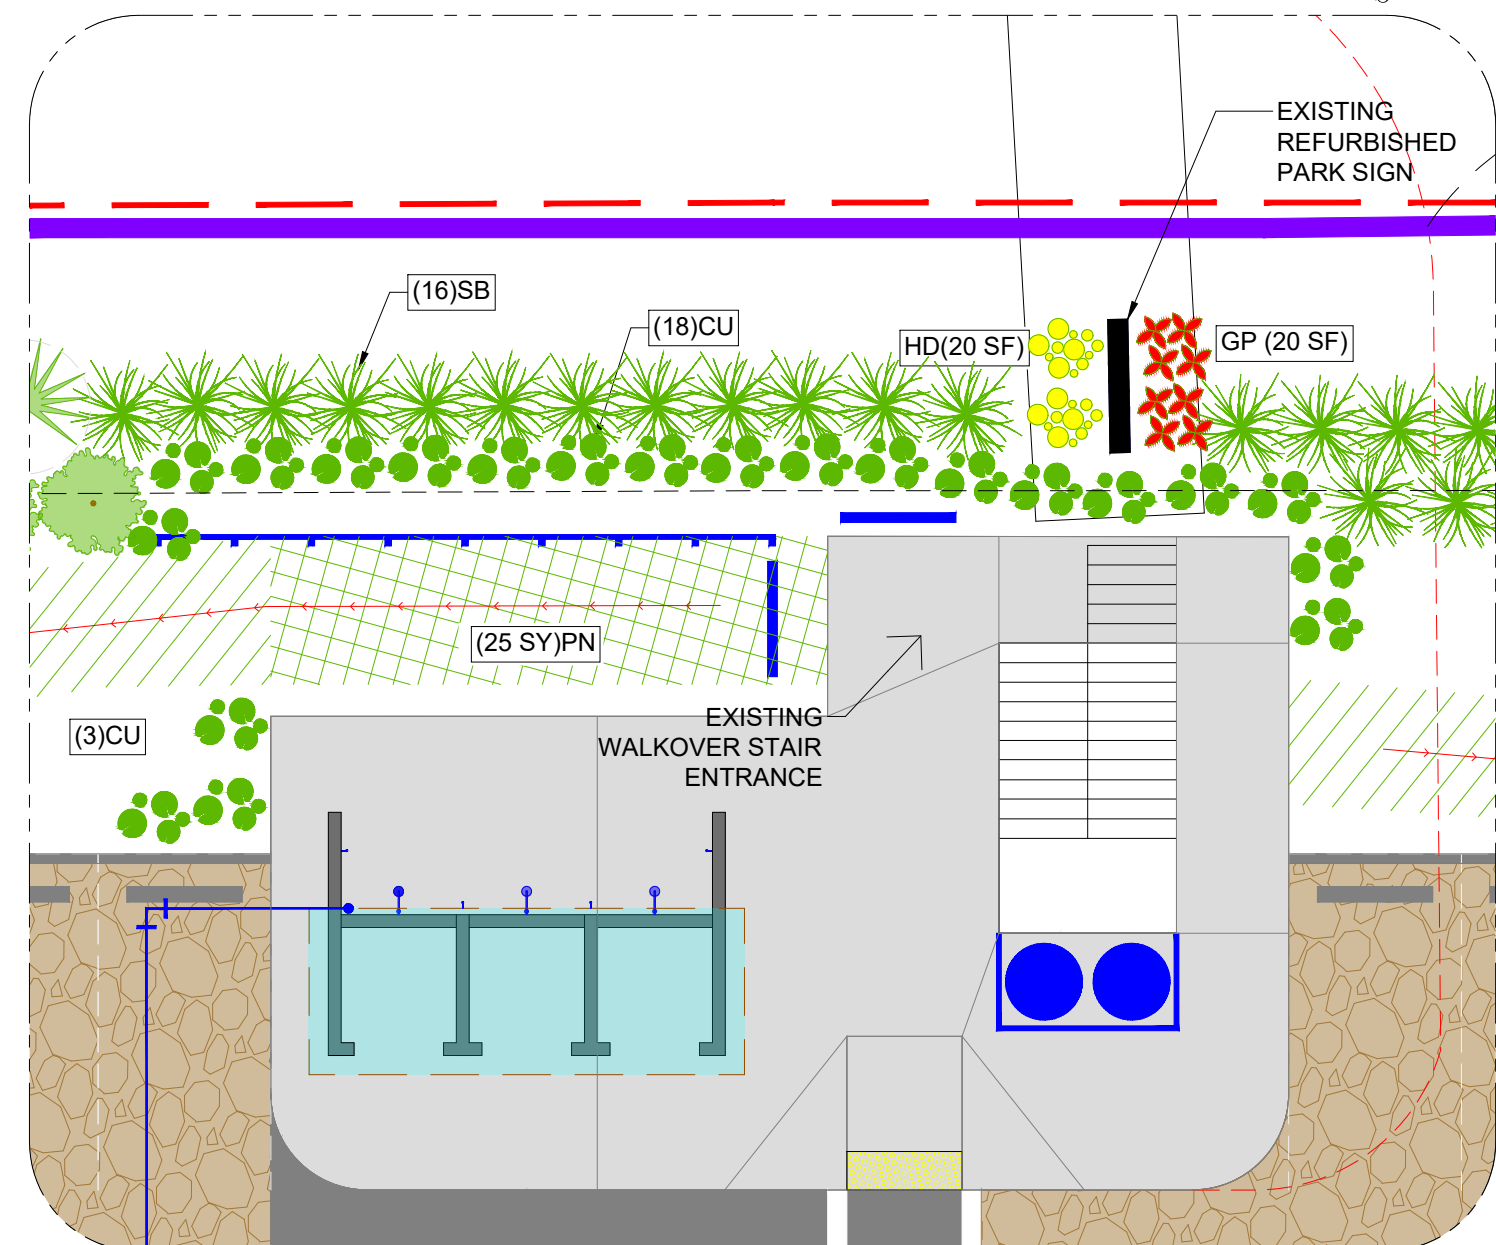 EXISTING
REFURBISHED
PARK SIGN
(16)SB
(18)CU
HD(20 SF)
GP (20 SF)
(25 SY)PN
(3)CU
EXISTING
WALKOVER STAIR
ENTRANCE